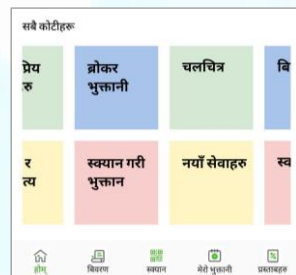 सबै कोटीहरू
प्रिय
रु
ब्रोकर
भुक्तानी
चलचित्र
बि
र
त्य
स्क्यान गरी
भुक्तान
नयाँ सेवाहरु
स्व
होम्
बिवरण
स्क्यान
मेरो भुक्तानी
प्रस्तावहरु